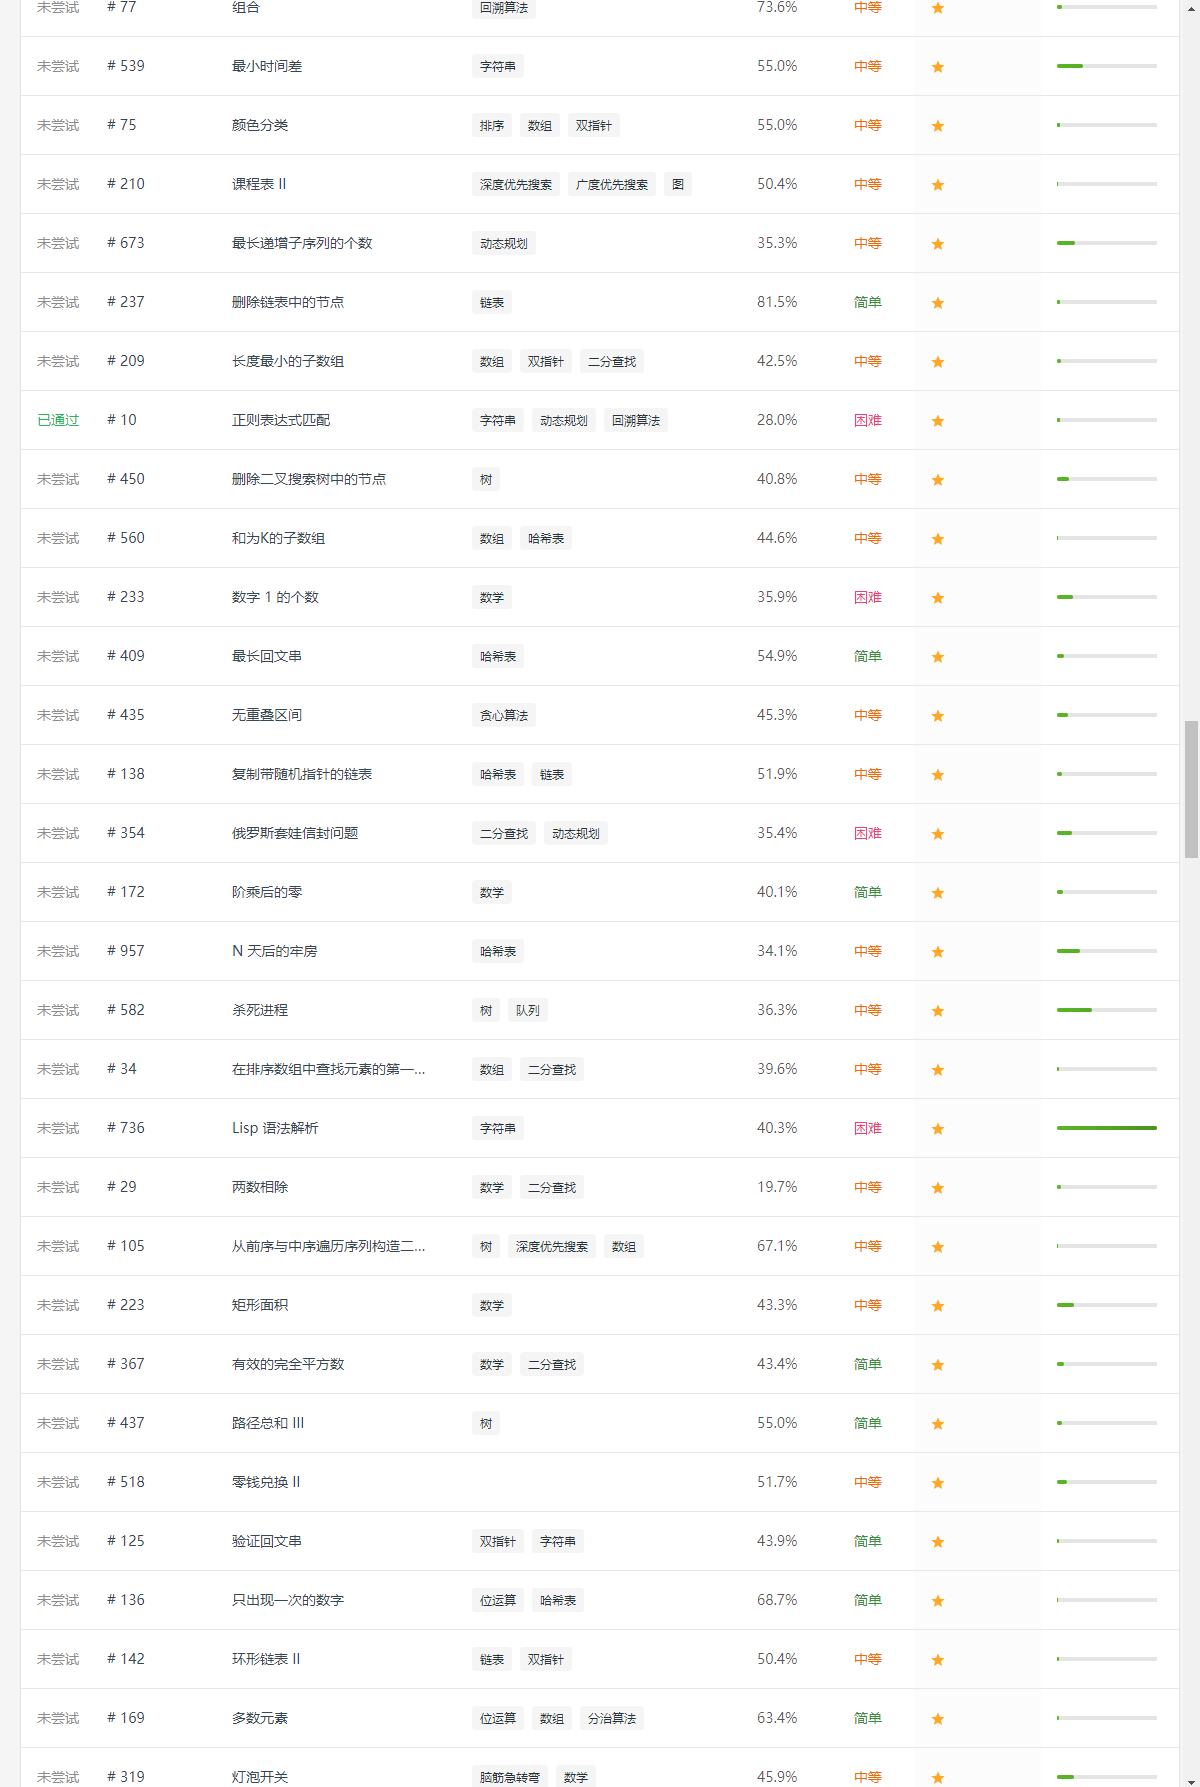 未尝试 # 77 组合 回溯算法 73.6% 中等
未尝试 # 539 最小时间差 字符串 55.0% 中等
未尝试 # 75 颜色分类 排序 数组 双指针 55.0% 中等
未尝试 # 210 课程表 II 深度优先搜索 广度优先搜索 图 50.4% 中等
未尝试 # 673 最长递增子序列的个数 动态规划 35.3% 中等
未尝试 # 237 删除链表中的节点 链表 81.5% 简单
未尝试 # 209 长度最小的子数组 数组 双指针 二分查找 42.5% 中等
已通过 # 10 正则表达式匹配 字符串 动态规划 回溯算法 28.0% 困难
未尝试 # 450 删除二叉搜索树中的节点 树 40.8% 中等
未尝试 # 560 和为K的子数组 数组 哈希表 44.6% 中等
未尝试 # 233 数字 1 的个数 数学 35.9% 困难
未尝试 # 409 最长回文串 哈希表 54.9% 简单
未尝试 # 435 无重叠区间 贪心算法 45.3% 中等
未尝试 # 138 复制带随机指针的链表 哈希表 链表 51.9% 中等
未尝试 # 354 俄罗斯套娃信封问题 二分查找 动态规划 35.4% 困难
未尝试 # 172 阶乘后的零 数学 40.1% 简单
未尝试 # 957 N 天后的牢房 哈希表 34.1% 中等
未尝试 # 582 杀死进程 树 队列 36.3% 中等
未尝试 # 34 在排序数组中查找元素的第一... 数组 二分查找 39.6% 中等
未尝试 # 736 Lisp 语法解析 字符串 40.3% 困难
未尝试 # 29 两数相除 数学 二分查找 19.7% 中等
未尝试 # 105 从前序与中序遍历序列构造二... 树 深度优先搜索 数组 67.1% 中等
未尝试 # 223 矩形面积 数学 43.3% 中等
未尝试 # 367 有效的完全平方数 数学 二分查找 43.4% 简单
未尝试 # 437 路径总和 III 树 55.0% 简单
未尝试 # 518 零钱兑换 II 51.7% 中等
未尝试 # 125 验证回文串 双指针 字符串 43.9% 简单
未尝试 # 136 只出现一次的数字 位运算 哈希表 68.7% 简单
未尝试 # 142 环形链表 II 链表 双指针 50.4% 中等
未尝试 # 169 多数元素 位运算 数组 分治算法 63.4% 简单
未尝试 # 319 灯泡开关 脑筋急转弯 数学 45.9% 中等